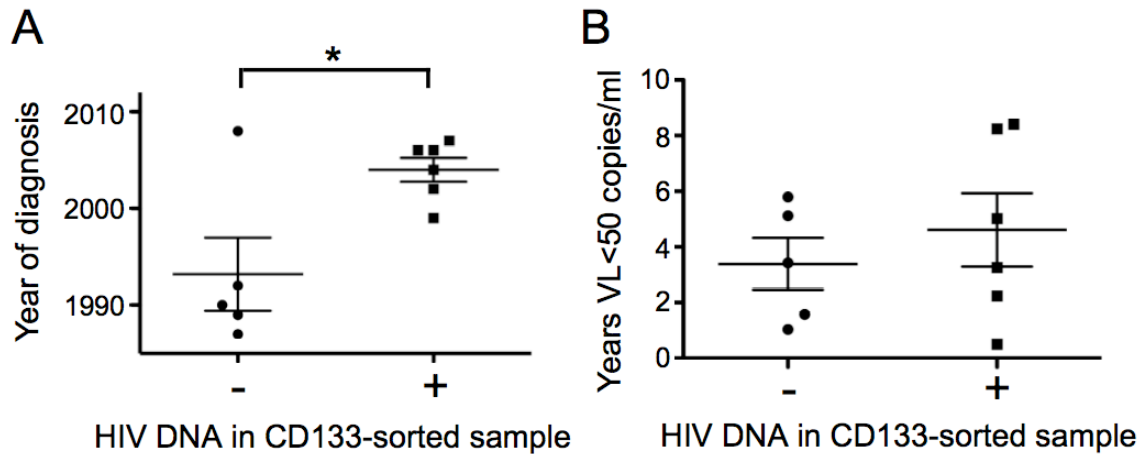 A
*
Year of diagnosis
2010
2000
1990
- +
HIV DNA in CD133-sorted sample
B
Years VL<50 copies/ml
10
8
6
4
2
0
- +
HIV DNA in CD133-sorted sample